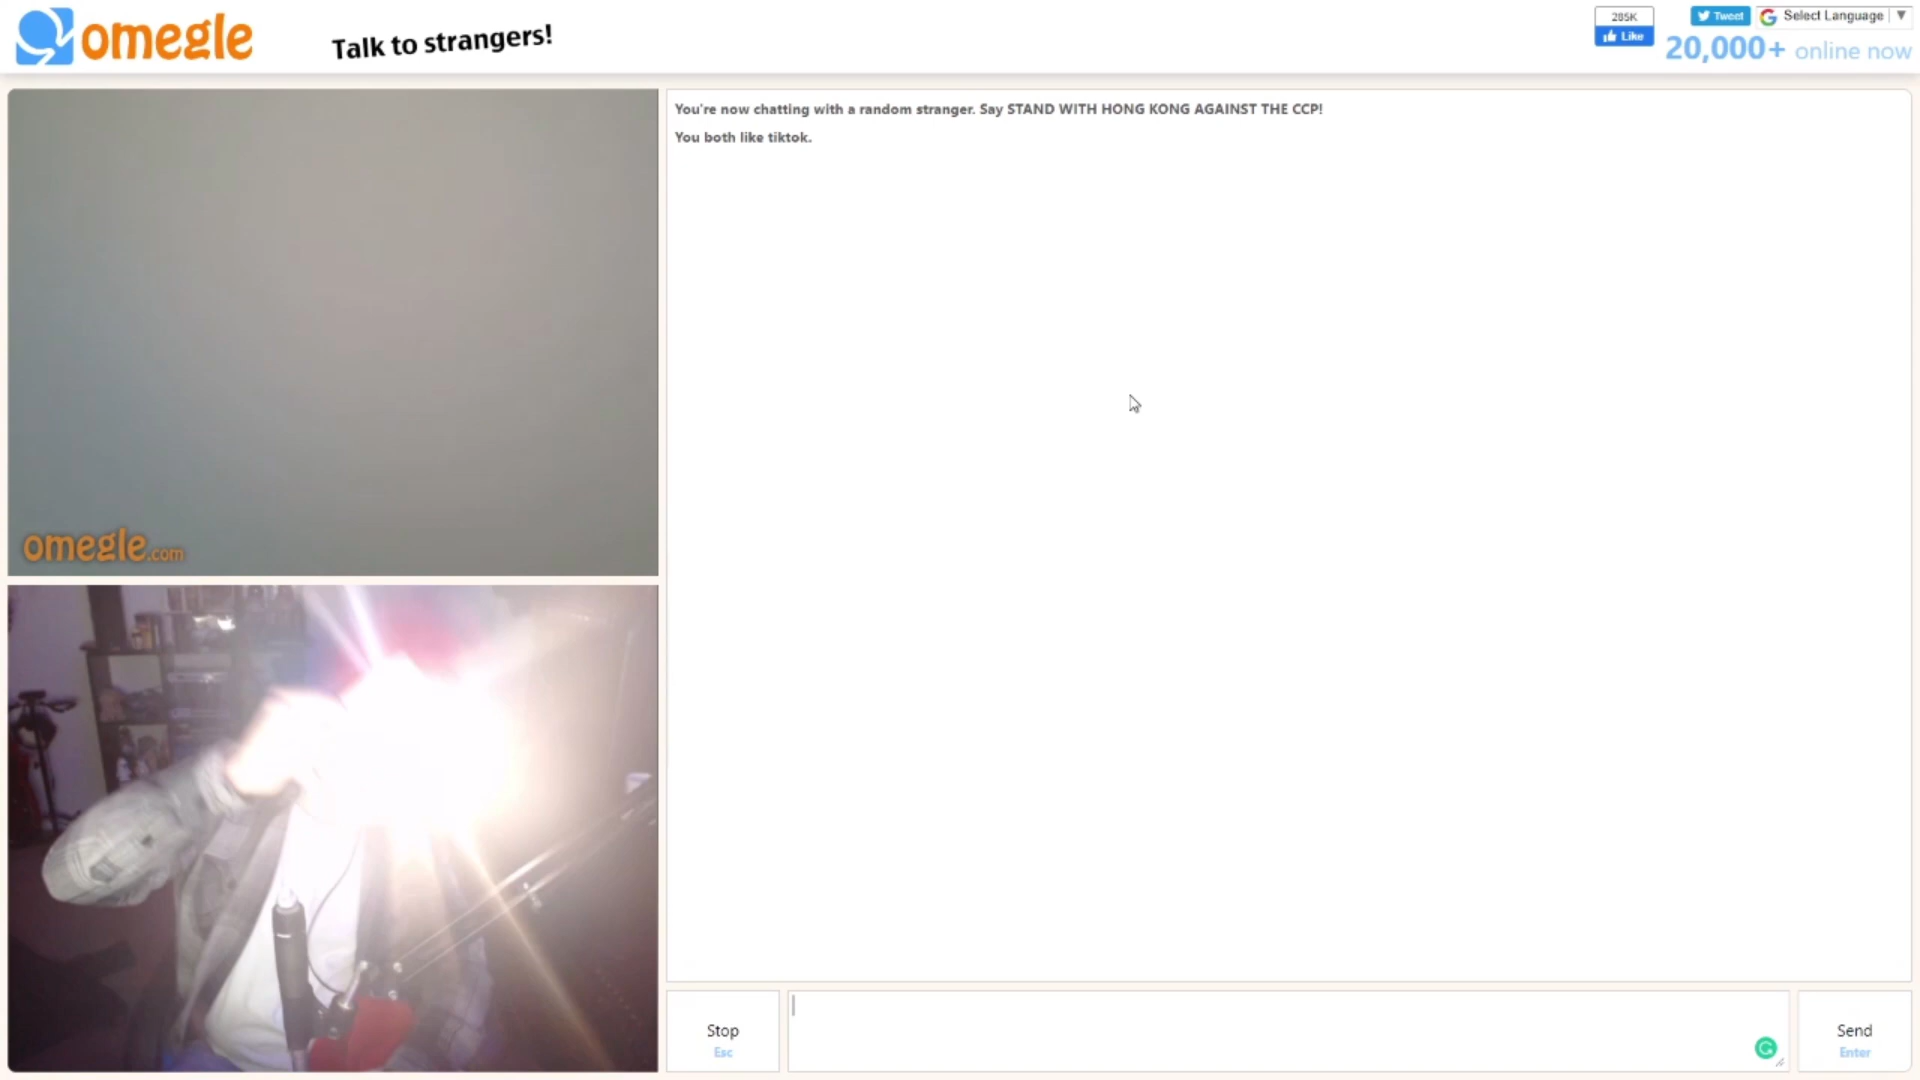 omegle
Talk to strangers!
285K
Like
Tweet
Select Language
20,000+ online now
You're now chatting with a random stranger. Say STAND WITH HONG KONG AGAINST THE CCP!
You both like tiktok.
omegle.com
Stop
Esc
Send
Enter